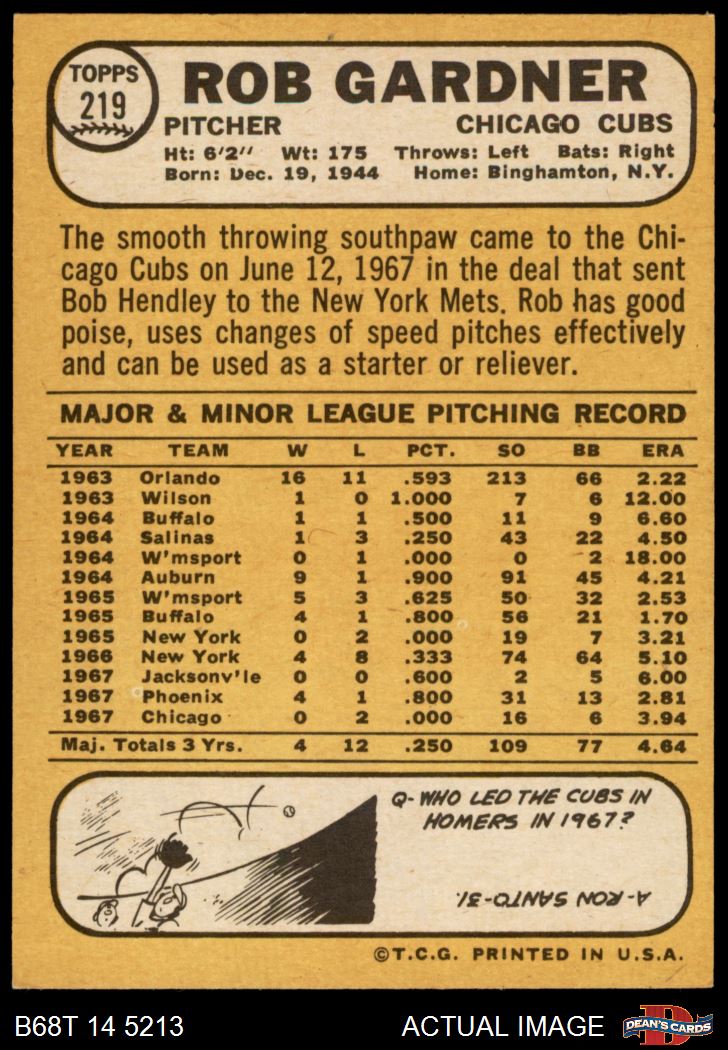 TOPPS
219
ROB GARDNER
PITCHER CHICAGO CUBS
Ht: 6'2" Wt: 175 Throws: Left Bats: Right
Born: Dec. 19, 1944 Home: Binghamton, N.Y.
The smooth throwing southpaw came to the Chi-
cago Cubs on June 12, 1967 in the deal that sent
Bob Hendley to the New York Mets. Rob has good
poise, uses changes of speed pitches effectively
and can be used as a starter or reliever.
MAJOR & MINOR LEAGUE PITCHING RECORD
YEAR TEAM W L PCT. SO BB ERA
1963 Orlando 16 11 .593 213 66 2.22
1963 Wilson 1 0 1.000 7 6 12.00
1964 Buffalo 1 1 .500 11 9 6.60
1964 Salinas 1 3 .250 43 22 4.50
1964 W'msport 0 1 .000 0 2 18.00
1964 Auburn 9 1 .900 91 45 4.21
1965 W'msport 5 3 .625 50 32 2.53
1965 Buffalo 4 1 .800 56 21 1.70
1965 New York 0 2 .000 19 7 3.21
1966 New York 4 8 .333 74 64 5.10
1967 Jacksonv'le 0 0 .600 2 5 6.00
1967 Phoenix 4 1 .800 31 13 2.81
1967 Chicago 0 2 .000 16 6 3.94
Maj. Totals 3 Yrs. 4 12 .250 109 77 4.64
Q- WHO LED THE CUBS IN
HOMERS IN 1967?
A- RON SANTO-31.
©T.C.G. PRINTED IN U.S.A.
B68T 14 5213 ACTUAL IMAGE D DEAN'S CARDS